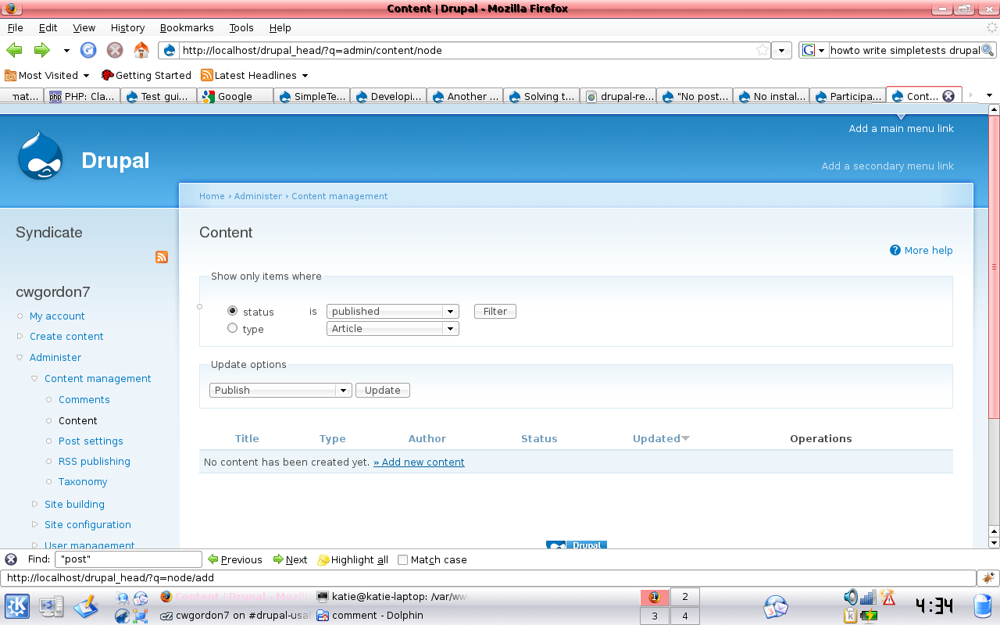 Content | Drupal - Mozilla Firefox
File Edit View History Bookmarks Tools Help
http://localhost/drupal_head/?q=admin/content/node
G howto write simpletests drupal
Most Visited Getting Started Latest Headlines
mat... PHP: Cla... Test gui... Google SimpleTe... Developi... Another ... Solving t... drupal-re... "No post... No instal... Participa... Cont...
Add a main menu link
Drupal
Add a secondary menu link
Home › Administer › Content management
Syndicate
Content
More help
Show only items where
cwgordon7
My account
status is published Filter
type Article
Create content
Administer
Update options
Content management
Publish Update
Comments
Content
Title Type Author Status Updated Operations
Post settings
RSS publishing
No content has been created yet. » Add new content
Taxonomy
Site building
Site configuration
User management
Drupal
Find: "post" Previous Next Highlight all Match case
http://localhost/drupal_head/?q=node/add
Content | Drupal - Mozilla
katie@katie-laptop: /var/ww
cwgordon7 on #drupal-usa
comment - Dolphin
1 2
3 4
4:34